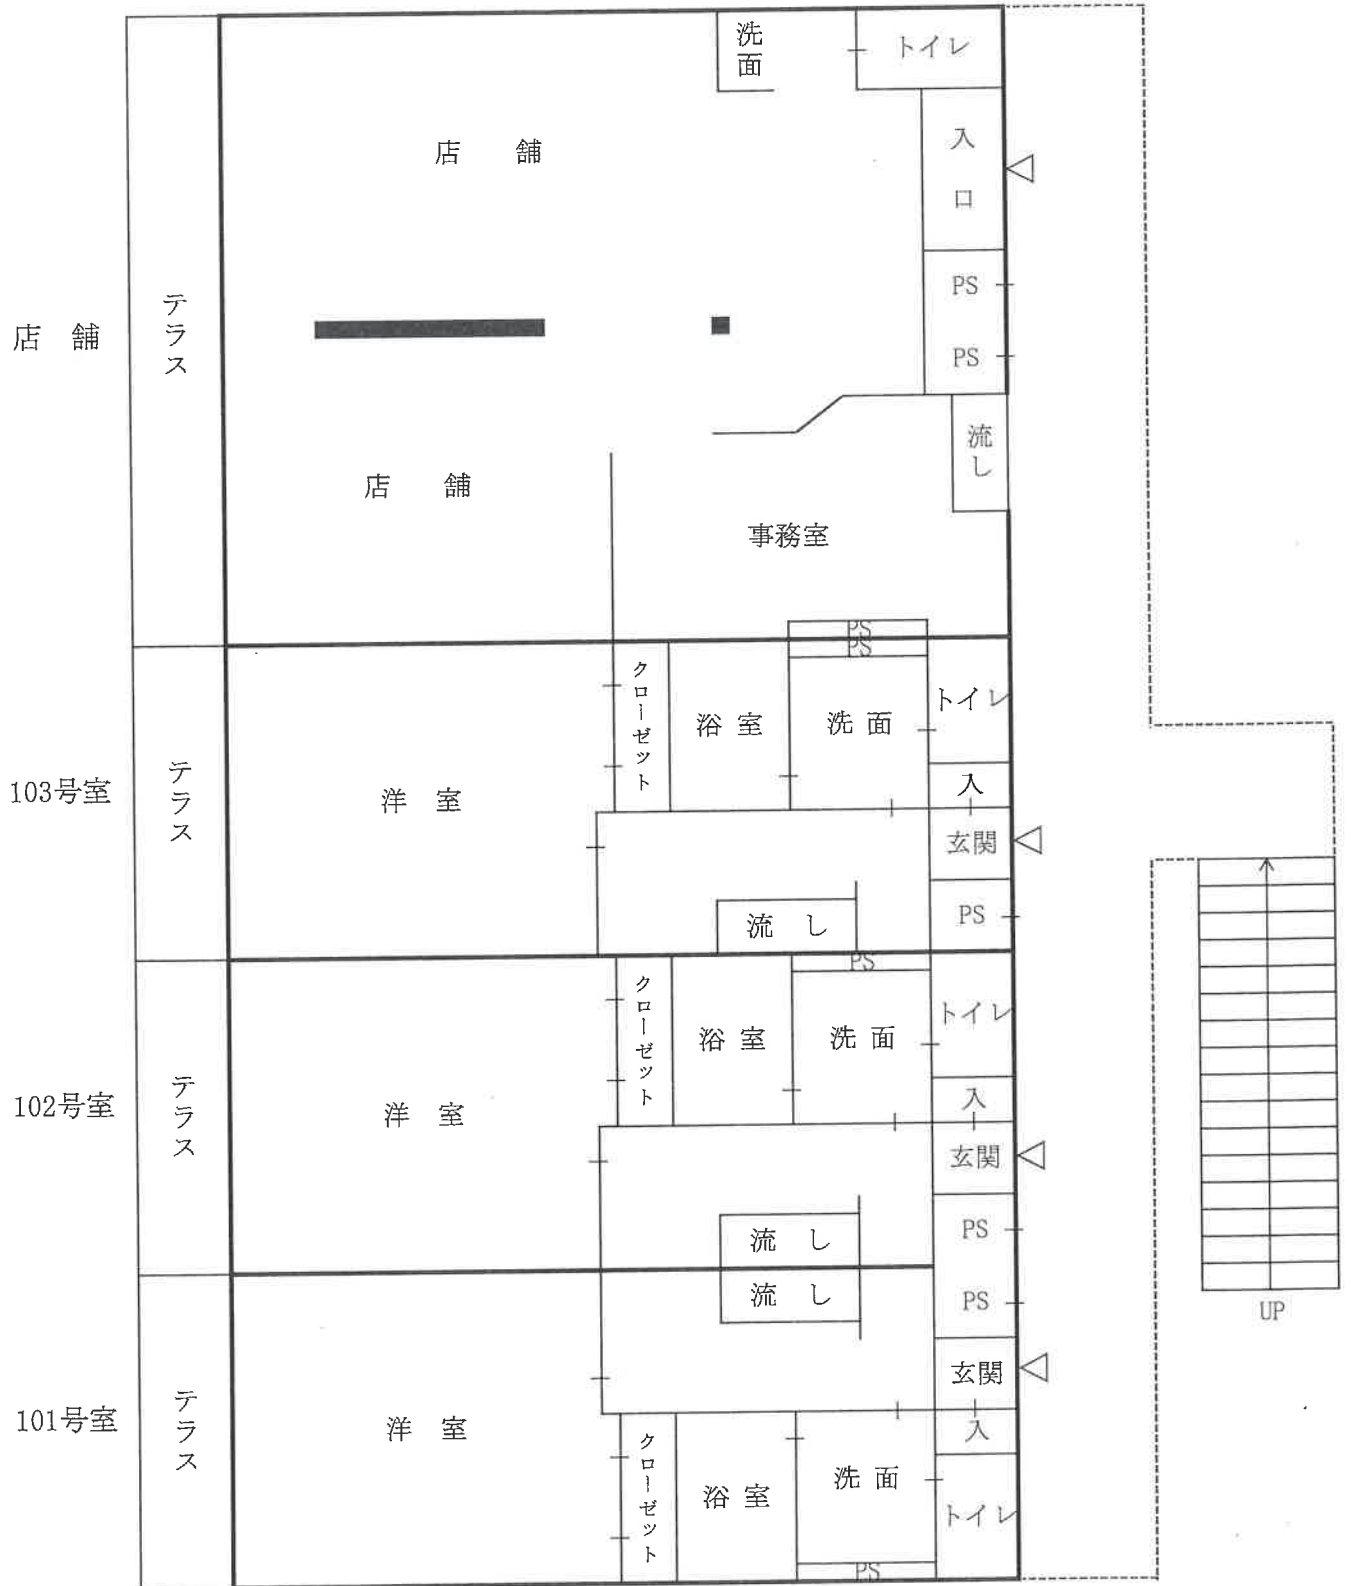 洗面
トイレ
店　舗
入口
PS
PS
店　舗
テラス
流し
店　舗
事務室
PS
PS
クローゼット
浴 室
洗 面
トイレ
入
103号室
テラス
洋　室
玄関
流　し
PS
PS
クローゼット
浴 室
洗 面
トイレ
入
102号室
テラス
洋　室
玄関
流　し
PS
流　し
PS
UP
玄関
101号室
テラス
洋　室
入
クローゼット
浴 室
洗 面
トイレ
PS